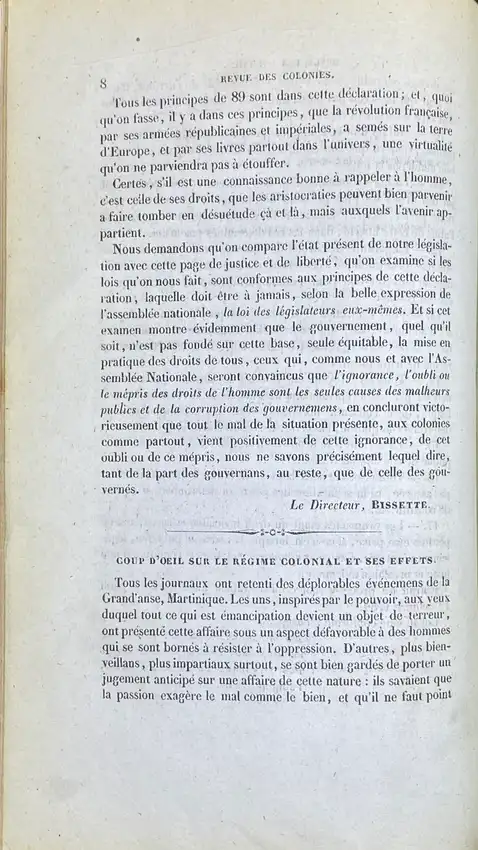 8
REVUE DES COLONIES.
Tous les principes de 89 sont dans cette déclaration; et, quoi
qu'on fasse, il y a dans ces principes, que la révolution française,
par ses armées républicaines et impériales, a semés sur la terre
d'Europe, et par ses livres partout dans l'univers, une virtualité
qu'on ne parviendra pas à étouffer.
Certes, s'il est une connaissance bonne à rappeler à l'homme,
c'est celle de ses droits, que les aristocraties peuvent bien parvenir
a faire tomber en désuétude çà et là, mais auxquels l'avenir ap-
partient.
Nous demandons qu'on compare l'état présent de notre législa-
tion avec cette page de justice et de liberté; qu'on examine si les
lois qu'on nous fait, sont conformes aux principes de cette décla-
ration, laquelle doit être à jamais, selon la belle expression de
l'assemblée nationale, la loi des législateurs eux-mêmes. Et si cet
examen montre évidemment que le gouvernement, quel qu'il
soit, n'est pas fondé sur cette base, seule équitable, la mise en
pratique des droits de tous, ceux qui, comme nous et avec l'As-
semblée Nationale, seront convaincus que l'ignorance, l'oubli ou
le mépris des droits de l'homme sont les seules causes des malheurs
publics et de la corruption des gouvernemens, en concluront victo-
rieusement que tout le mal de la situation présente, aux colonies
comme partout, vient positivement de cette ignorance, de cet
oubli ou de ce mépris, nous ne savons précisément lequel dire,
tant de la part des gouvernans, au reste, que de celle des gou-
vernés.
Le Directeur, BISSETTE.
COUP D'OEIL SUR LE RÉGIME COLONIAL ET SES EFFETS.
Tous les journaux ont retenti des déplorables événemens de la
Grand'anse, Martinique. Les uns, inspirés par le pouvoir, aux yeux
duquel tout ce qui est émancipation devient un objet de terreur,
ont présenté cette affaire sous un aspect défavorable à des hommes
qui se sont bornés à résister à l'oppression. D'autres, plus bien-
veillans, plus impartiaux surtout, se sont bien gardés de porter un
jugement anticipé sur une affaire de cette nature : ils savaient que
la passion exagère le mal comme le bien, et qu'il ne faut point